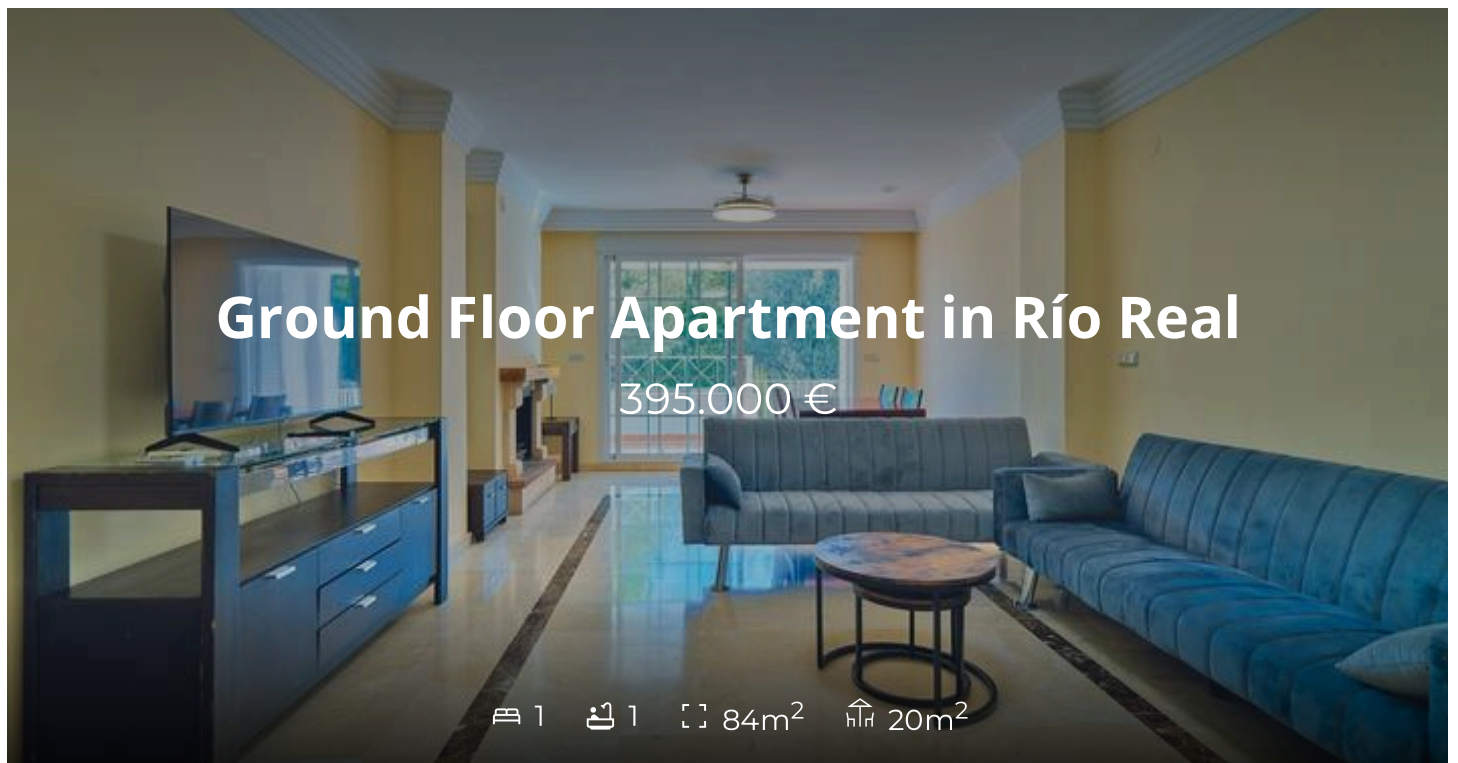 Ground Floor Apartment in Río Real
395.000 €
1 1 84m² 20m²